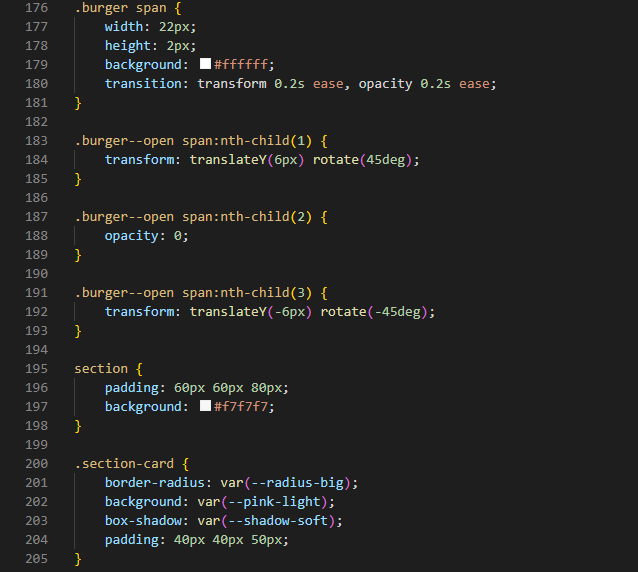 176 .burger span {
177     width: 22px;
178     height: 2px;
179     background: #ffffff;
180     transition: transform 0.2s ease, opacity 0.2s ease;
181 }
182
183 .burger--open span:nth-child(1) {
184     transform: translateY(6px) rotate(45deg);
185 }
186
187 .burger--open span:nth-child(2) {
188     opacity: 0;
189 }
190
191 .burger--open span:nth-child(3) {
192     transform: translateY(-6px) rotate(-45deg);
193 }
194
195 section {
196     padding: 60px 60px 80px;
197     background: #f7f7f7;
198 }
199
200 .section-card {
201     border-radius: var(--radius-big);
202     background: var(--pink-light);
203     box-shadow: var(--shadow-soft);
204     padding: 40px 40px 50px;
205 }